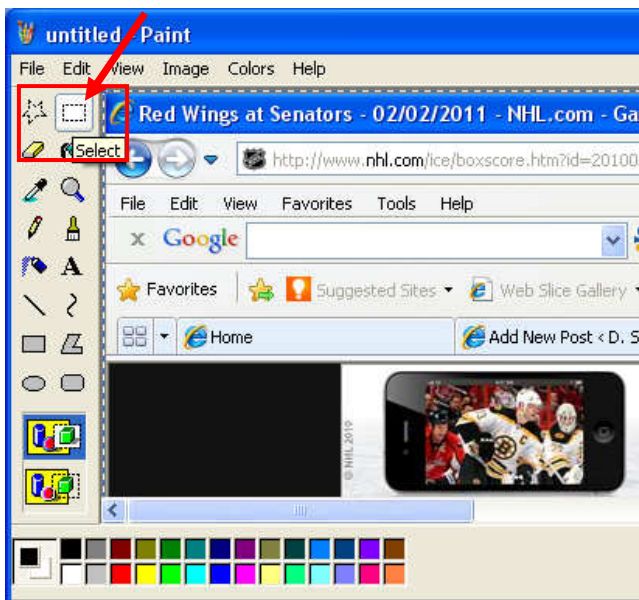 untitled - Paint
File Edit View Image Colors Help
Red Wings at Senators - 02/02/2011 - NHL.com - Ga
Select
http://www.nhl.com/ice/boxscore.htm?id=20100
File Edit View Favorites Tools Help
x Google
Favorites Suggested Sites Web Slice Gallery
Home Add New Post < D. S
© NHL 2010
A